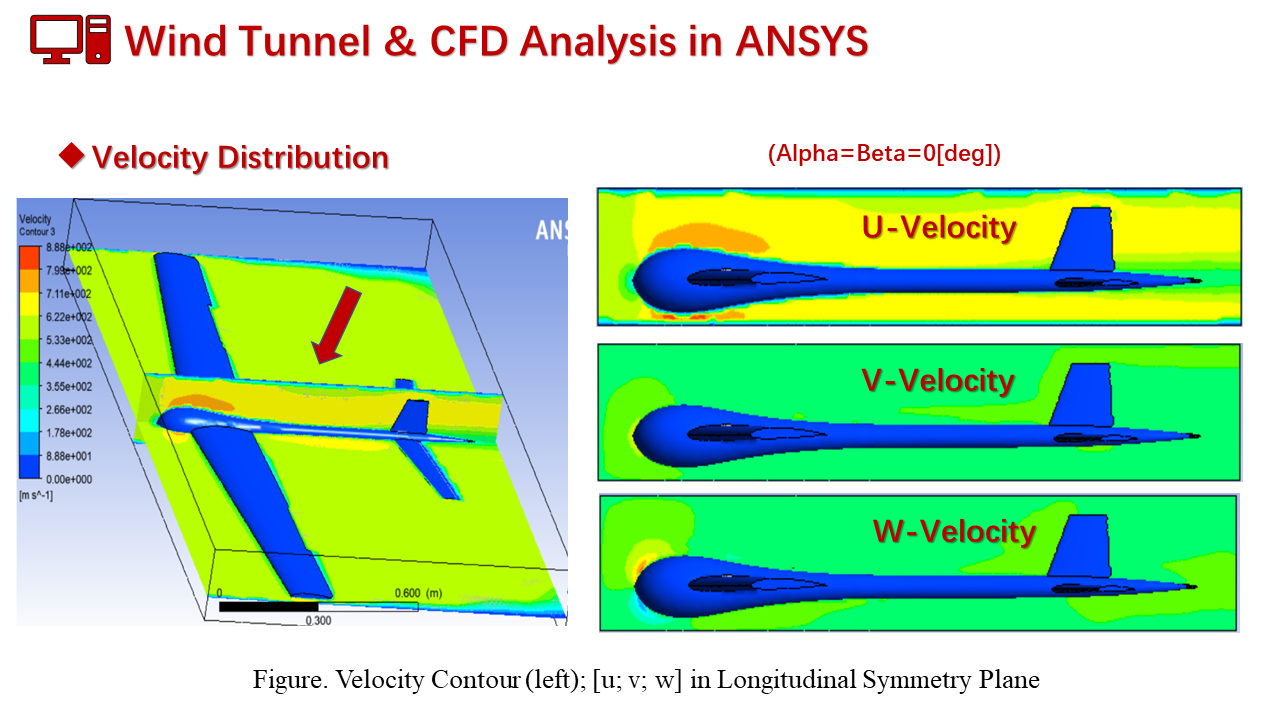 Wind Tunnel & CFD Analysis in ANSYS
Velocity Distribution
(Alpha=Beta=0[deg])
Velocity
Contour 3
8.88e+002
7.99e+002
7.11e+002
6.22e+002
5.33e+002
4.44e+002
3.55e+002
2.66e+002
1.78e+002
8.88e+001
0.00e+000
[m s^-1]
ANS
0
0.600 (m)
0.300
U-Velocity
V-Velocity
W-Velocity
Figure. Velocity Contour (left); [u; v; w] in Longitudinal Symmetry Plane